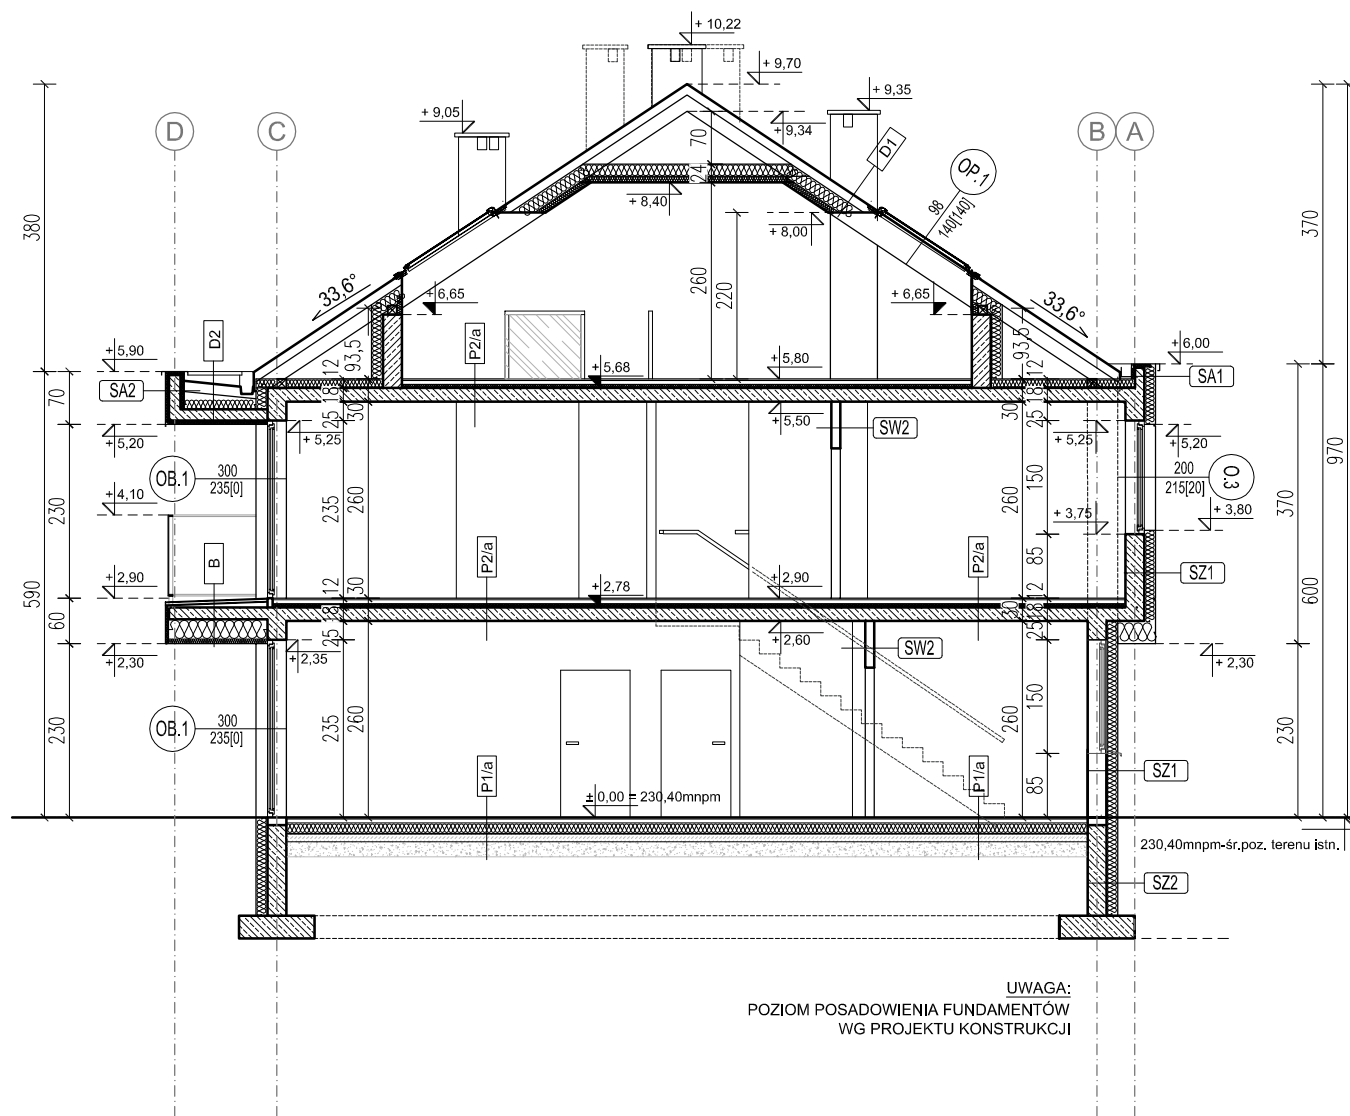 + 10,22
+ 9,70
+ 9,35
+ 9,05
+ 9,34
D
C
B
A
70
D1
OP.1
24
+ 8,40
98
140[140]
+ 8,00
380
370
33,6°
33,6°
260
220
+ 6,65
+ 6,65
D2
P2/a
93,5
93,5
+ 5,90
+ 6,00
12
+ 5,68
+ 5,80
12
SA2
SA1
70
18
30
30
18
25
+ 5,50
SW2
25
+ 5,20
+ 5,25
+ 5,25
+ 5,20
OB.1
300
235[0]
200
215[20]
O.3
970
+ 4,10
230
235
260
260
150
370
+ 3,75
+ 3,80
B
P2/a
P2/a
85
SZ1
+ 2,90
12
30
+ 2,78
+ 2,90
12
590
60
18
30
18
600
25
+ 2,60
SW2
25
+ 2,30
+ 2,35
+ 2,30
OB.1
300
235[0]
230
235
260
260
150
230
P1/a
P1/a
SZ1
85
± 0,00 = 230,40mnpm
230,40mnpm-śr.poz. terenu istn.
SZ2
UWAGA:
POZIOM POSADOWIENIA FUNDAMENTÓW
WG PROJEKTU KONSTRUKCJI